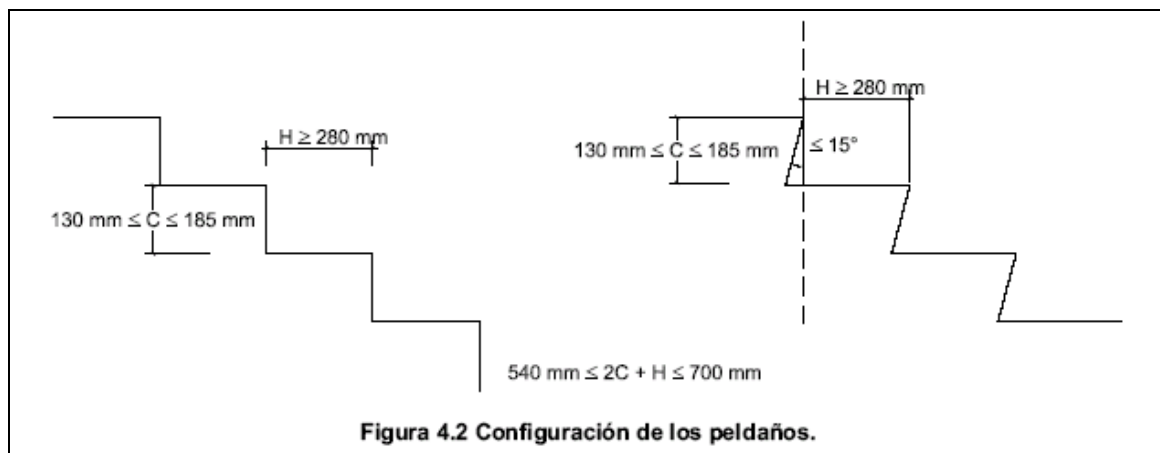 H ≥ 280 mm
130 mm ≤ C ≤ 185 mm
H ≥ 280 mm
130 mm ≤ C ≤ 185 mm
≤ 15°
540 mm ≤ 2C + H ≤ 700 mm
Figura 4.2 Configuración de los peldaños.